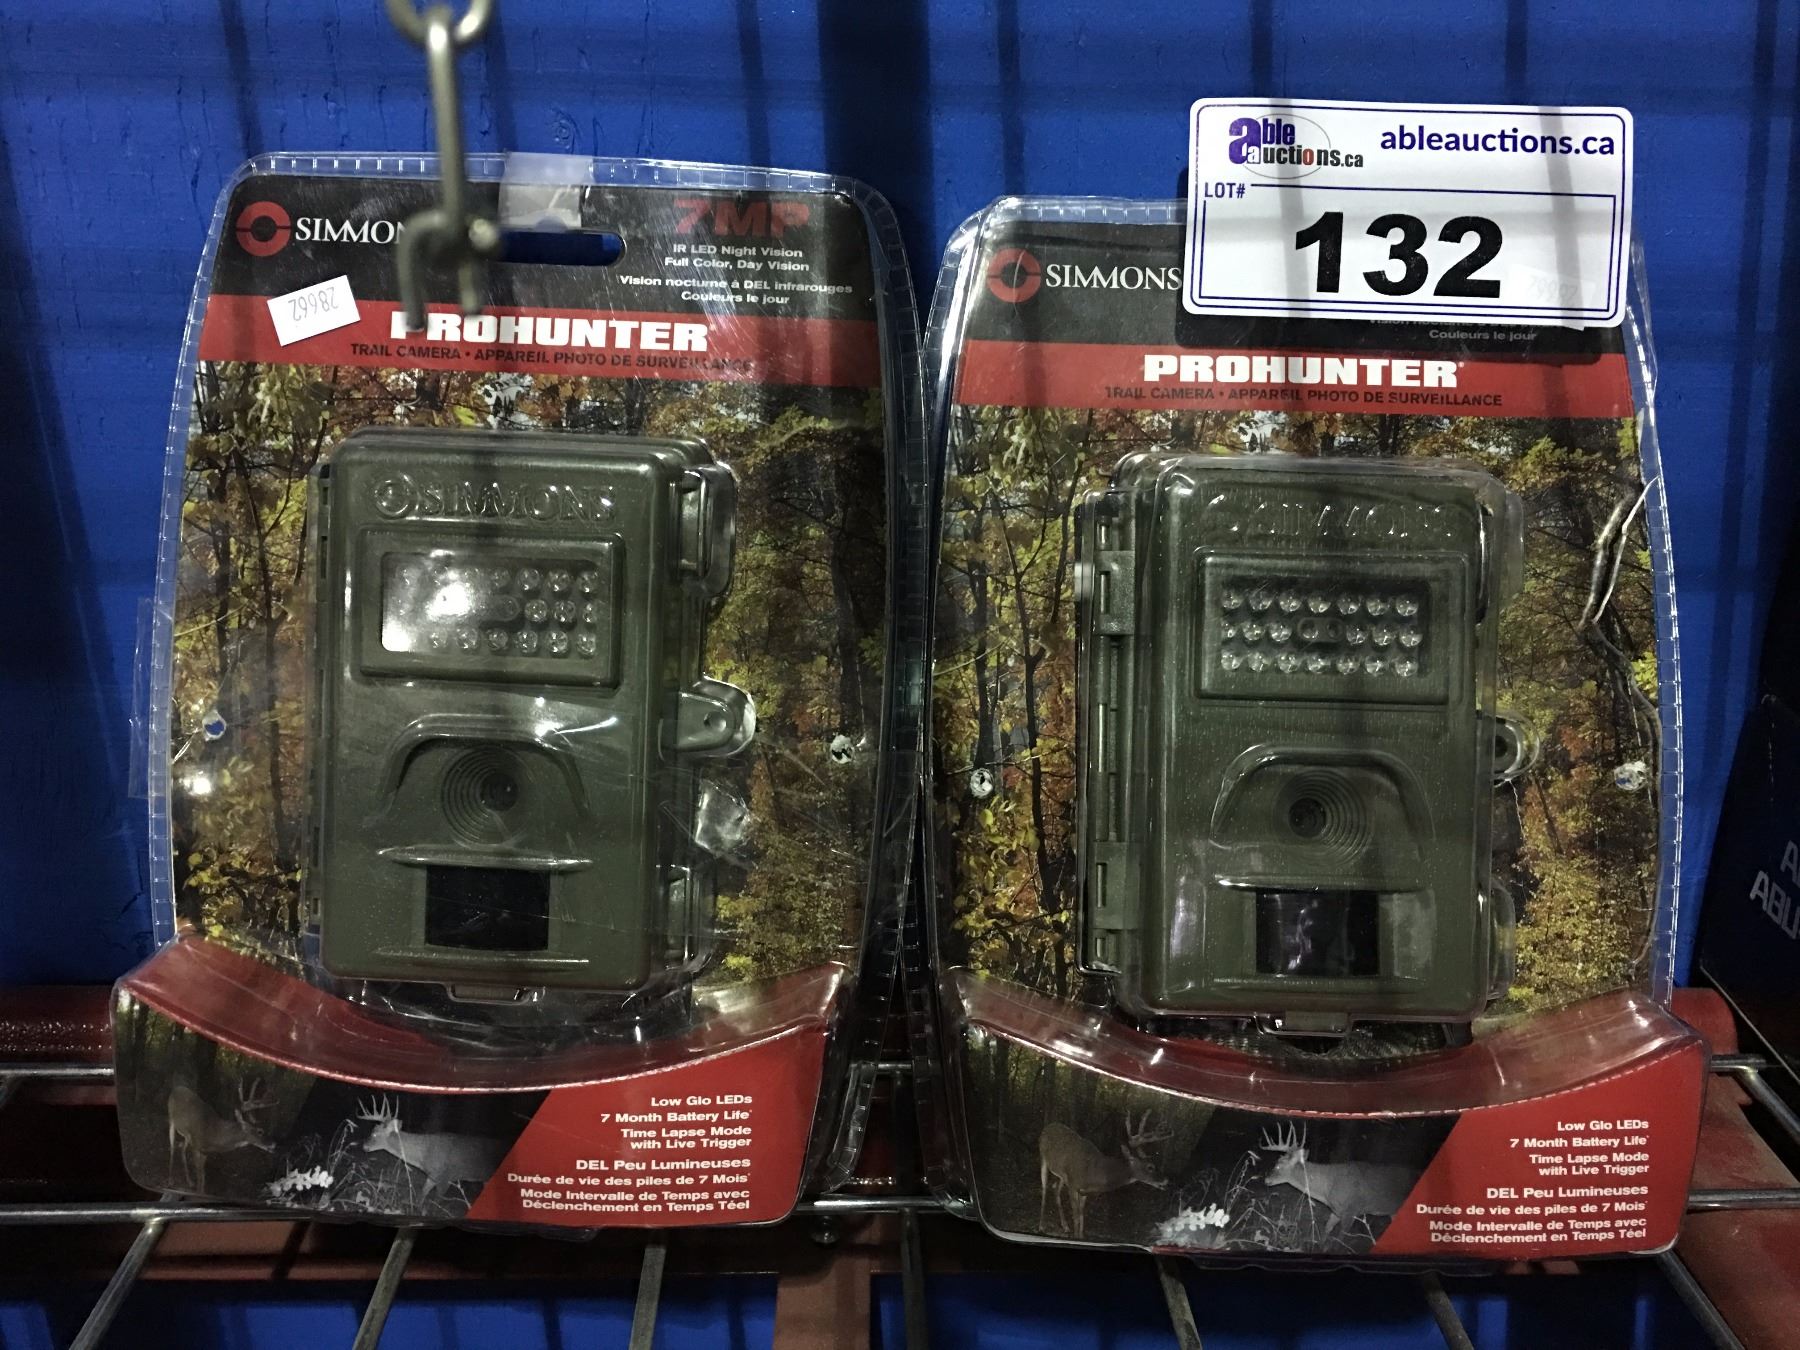 SIMMONS
7MP
IR LED Night Vision
Full Color, Day Vision
Vision nocturne à DEL infrarouges
Couleurs le jour
28662
PROHUNTER
TRAIL CAMERA • APPAREIL PHOTO DE SURVEILLANCE
SIMMONS
Low Glo LEDs
7 Month Battery Life*
Time Lapse Mode
with Live Trigger
DEL Peu Lumineuses
Durée de vie des piles de 7 Mois*
Mode Intervalle de Temps avec
Déclenchement en Temps Téel
able auctions.ca
ableauctions.ca
LOT#
132
SIMMONS
Vision nocturne à DEL infrarouges
Couleurs le jour
PROHUNTER
TRAIL CAMERA • APPAREIL PHOTO DE SURVEILLANCE
SIMMONS
Low Glo LEDs
7 Month Battery Life*
Time Lapse Mode
with Live Trigger
DEL Peu Lumineuses
Durée de vie des piles de 7 Mois*
Mode Intervalle de Temps avec
Déclenchement en Temps Téel